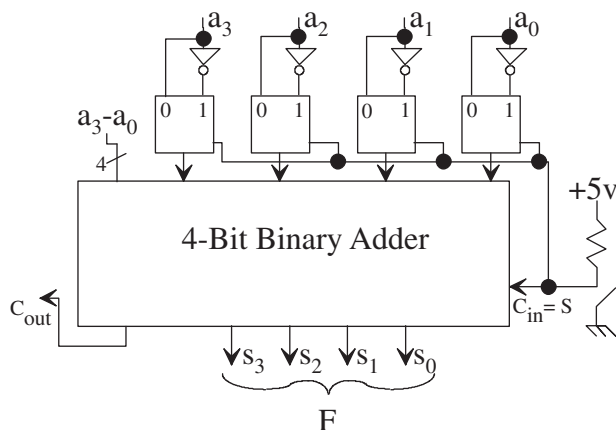 a3 a2 a1 a0
0 1 0 1 0 1 0 1
a3-a0
4
+5v
4-Bit Binary Adder
Cout
Cin= S
s3 s2 s1 s0
F